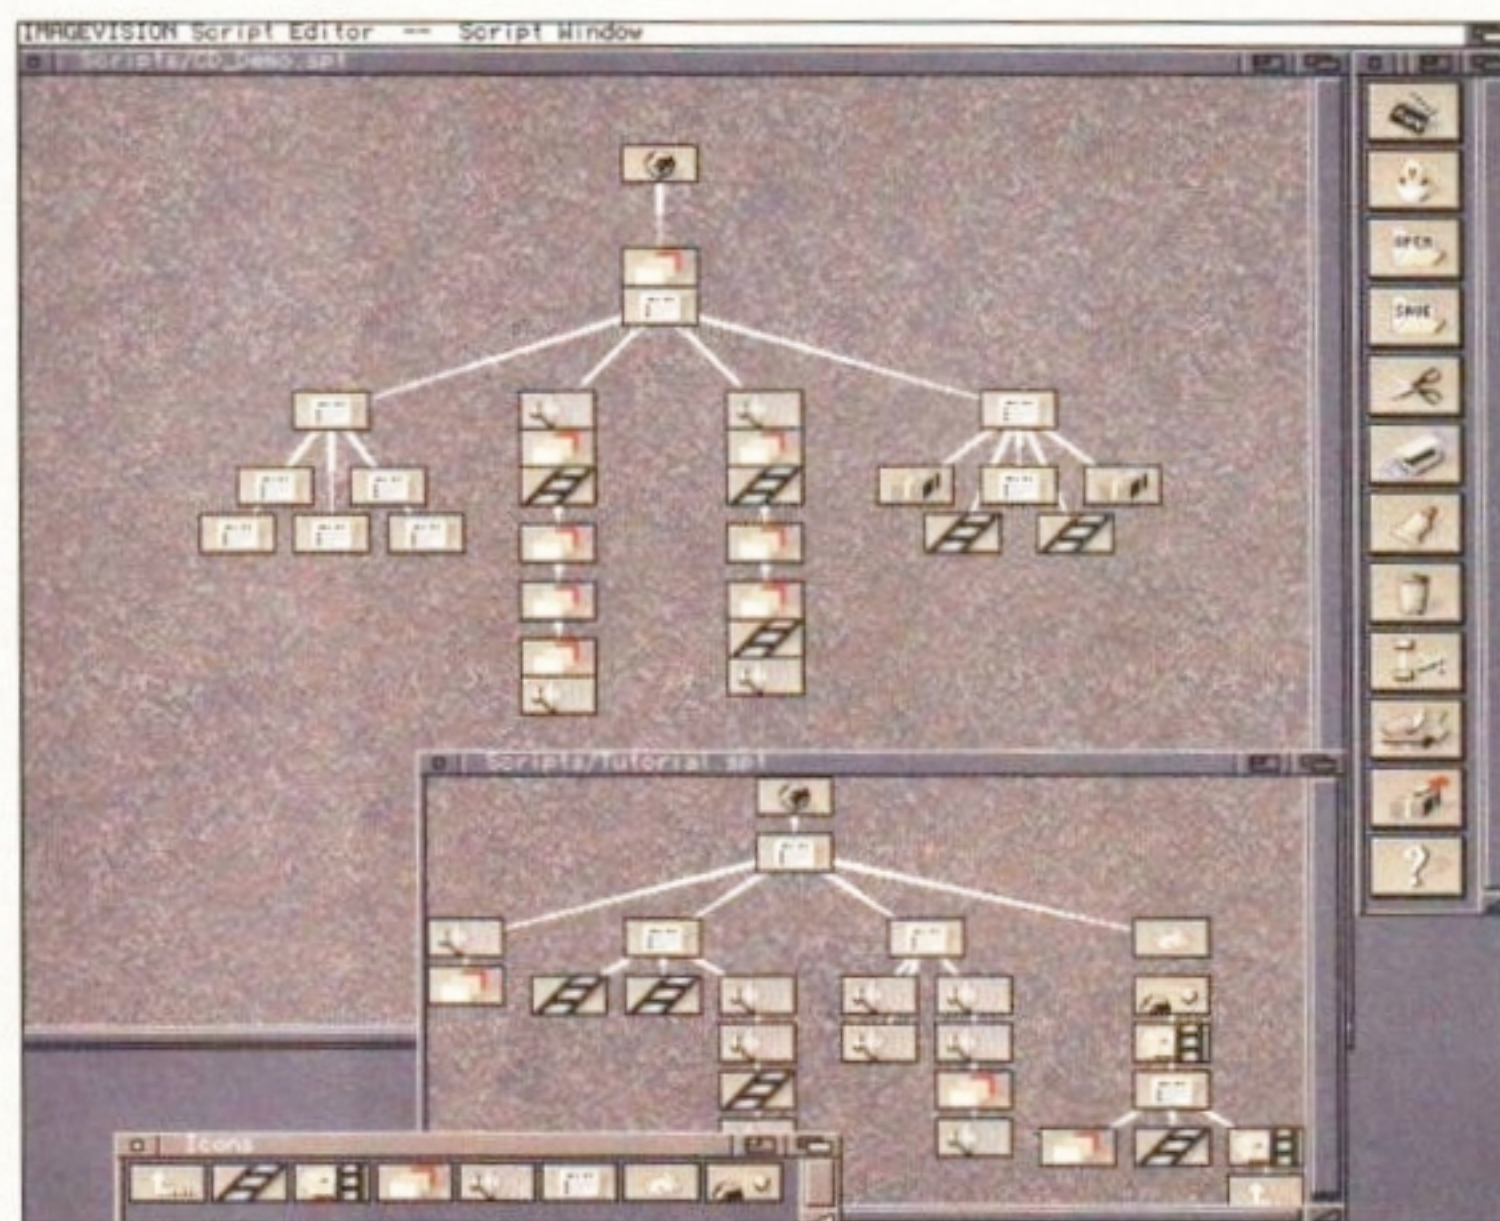 IMAGEVISION Script Editor -- Script Window
Scripts/CD_Demo.spt
OPEN
SAVE
?
Scripts/Tutorial.spt
Icons